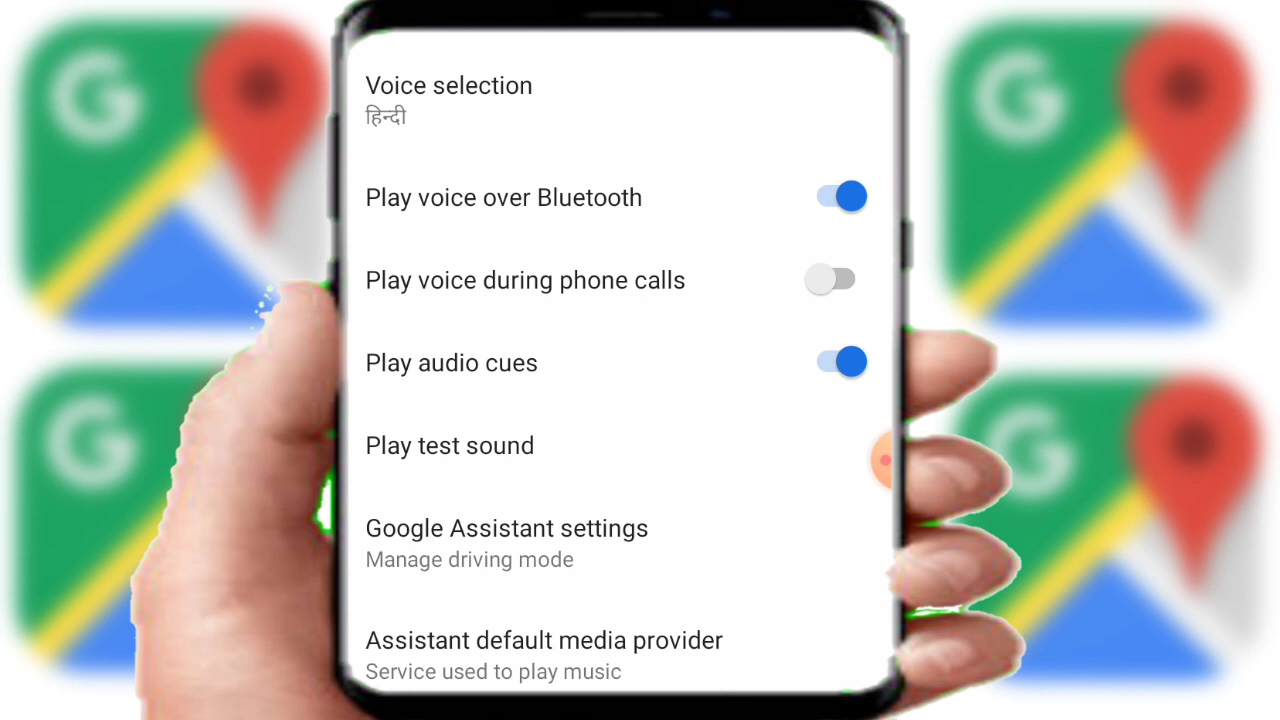 Voice selection
हिन्दी
Play voice over Bluetooth
Play voice during phone calls
Play audio cues
Play test sound
Google Assistant settings
Manage driving mode
Assistant default media provider
Service used to play music